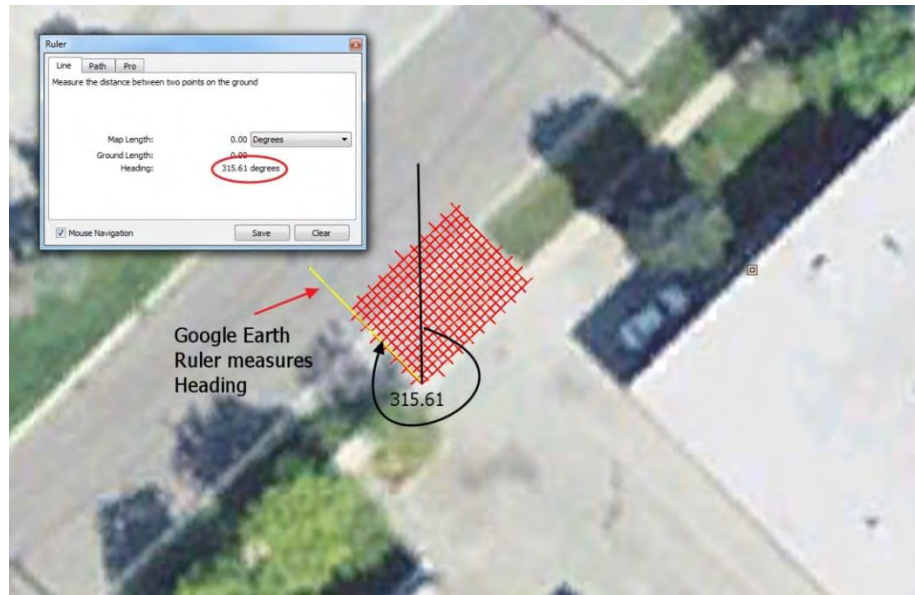 Ruler
Line Path Pro
Measure the distance between two points on the ground
Map Length: 0.00 Degrees
Ground Length: 0.00
Heading: 315.61 degrees
Mouse Navigation Save Clear
Google Earth
Ruler measures
Heading
315.61